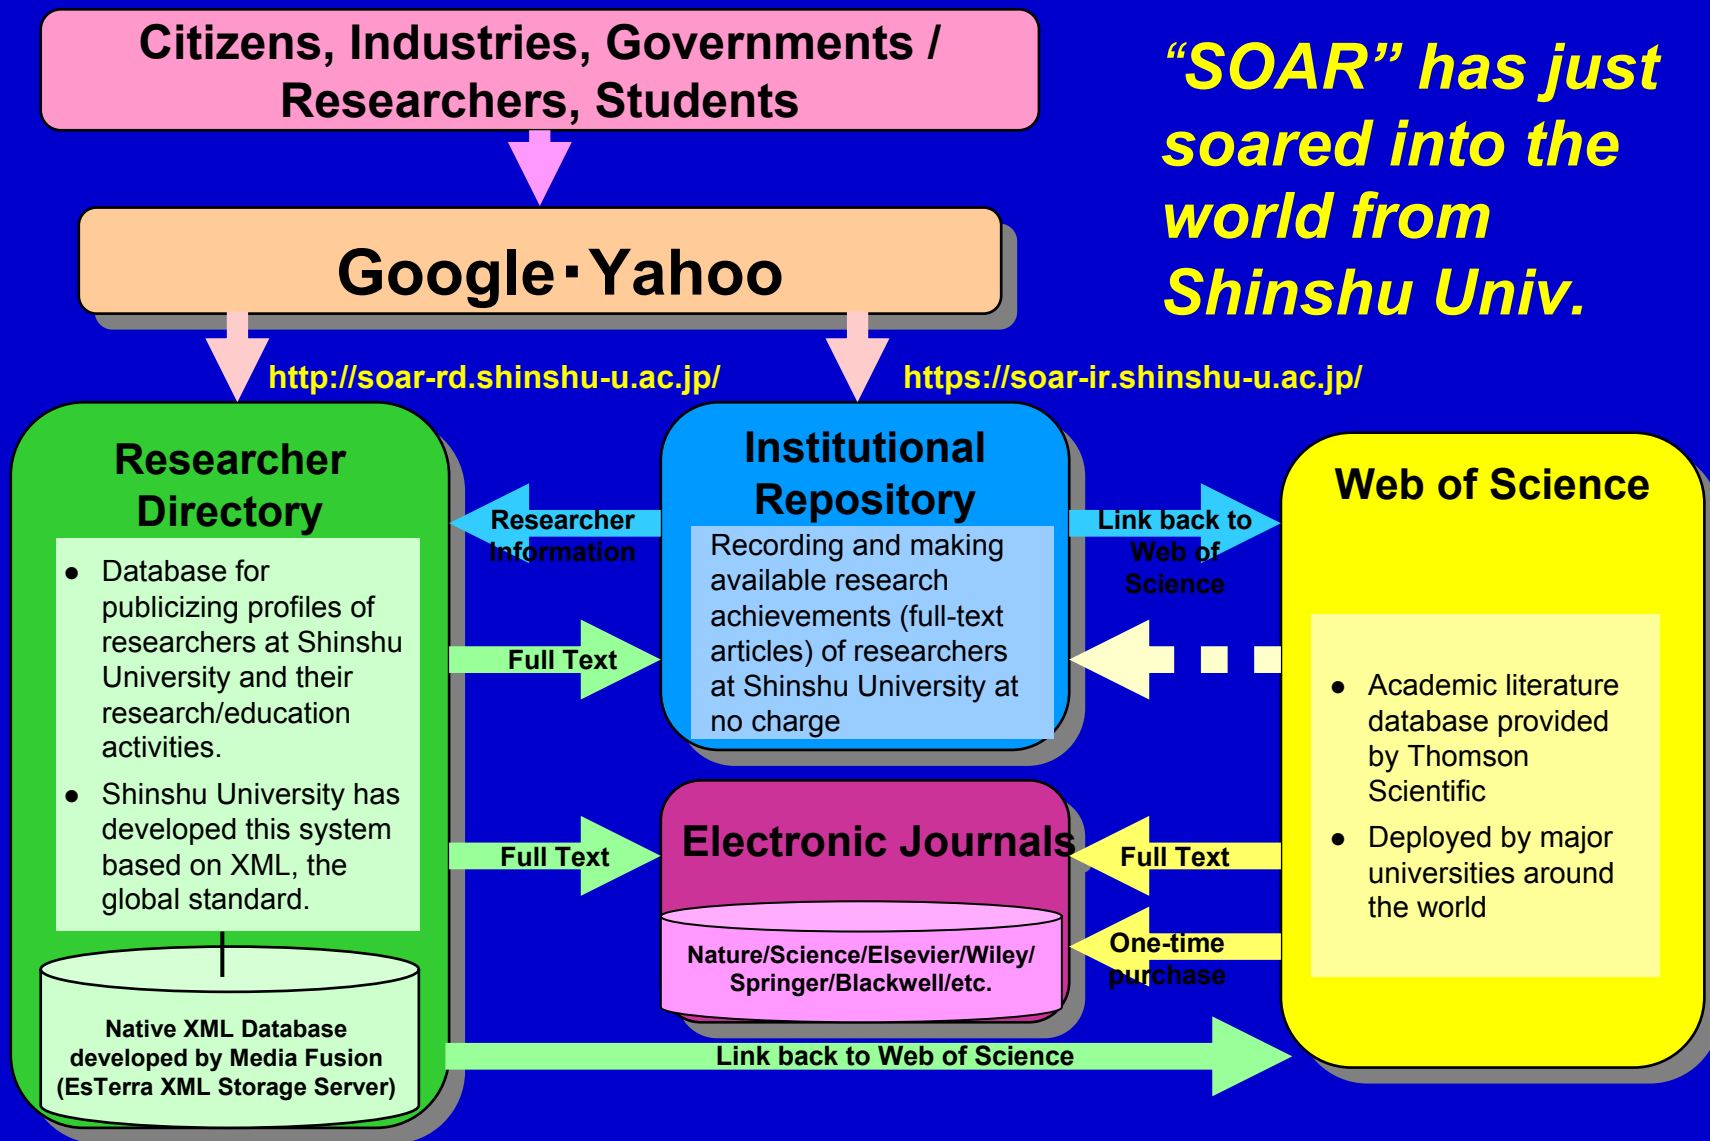 Citizens, Industries, Governments /
Researchers, Students
“SOAR” has just
soared into the
world from
Shinshu Univ.
Google・Yahoo
http://soar-rd.shinshu-u.ac.jp/
https://soar-ir.shinshu-u.ac.jp/
Researcher
Directory
● Database for
publicizing profiles of
researchers at Shinshu
University and their
research/education
activities.
● Shinshu University has
developed this system
based on XML, the
global standard.
Native XML Database
developed by Media Fusion
(EsTerra XML Storage Server)
Researcher
Information
Full Text
Full Text
Institutional
Repository
Recording and making
available research
achievements (full-text
articles) of researchers
at Shinshu University at
no charge
Electronic Journals
Nature/Science/Elsevier/Wiley/
Springer/Blackwell/etc.
Link back to
Web of
Science
Full Text
One-time
purchase
Link back to Web of Science
Web of Science
● Academic literature
database provided
by Thomson
Scientific
● Deployed by major
universities around
the world